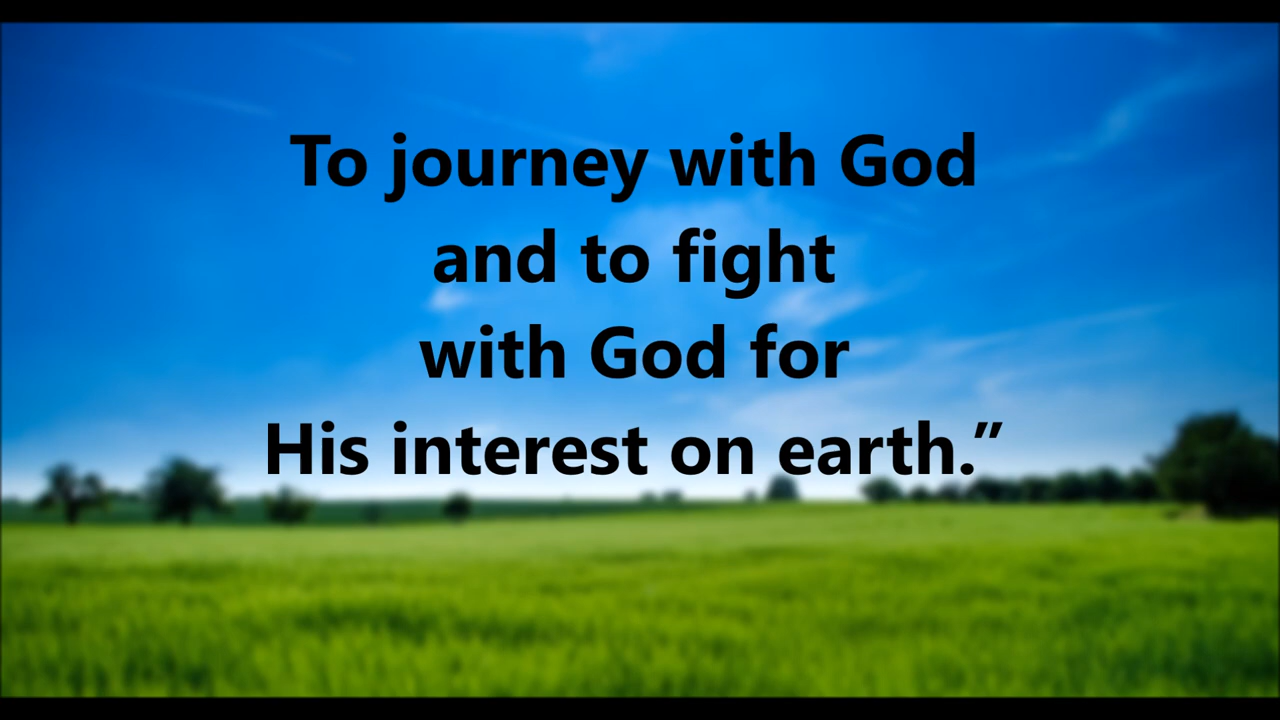 To journey with God
and to fight
with God for
His interest on earth.”